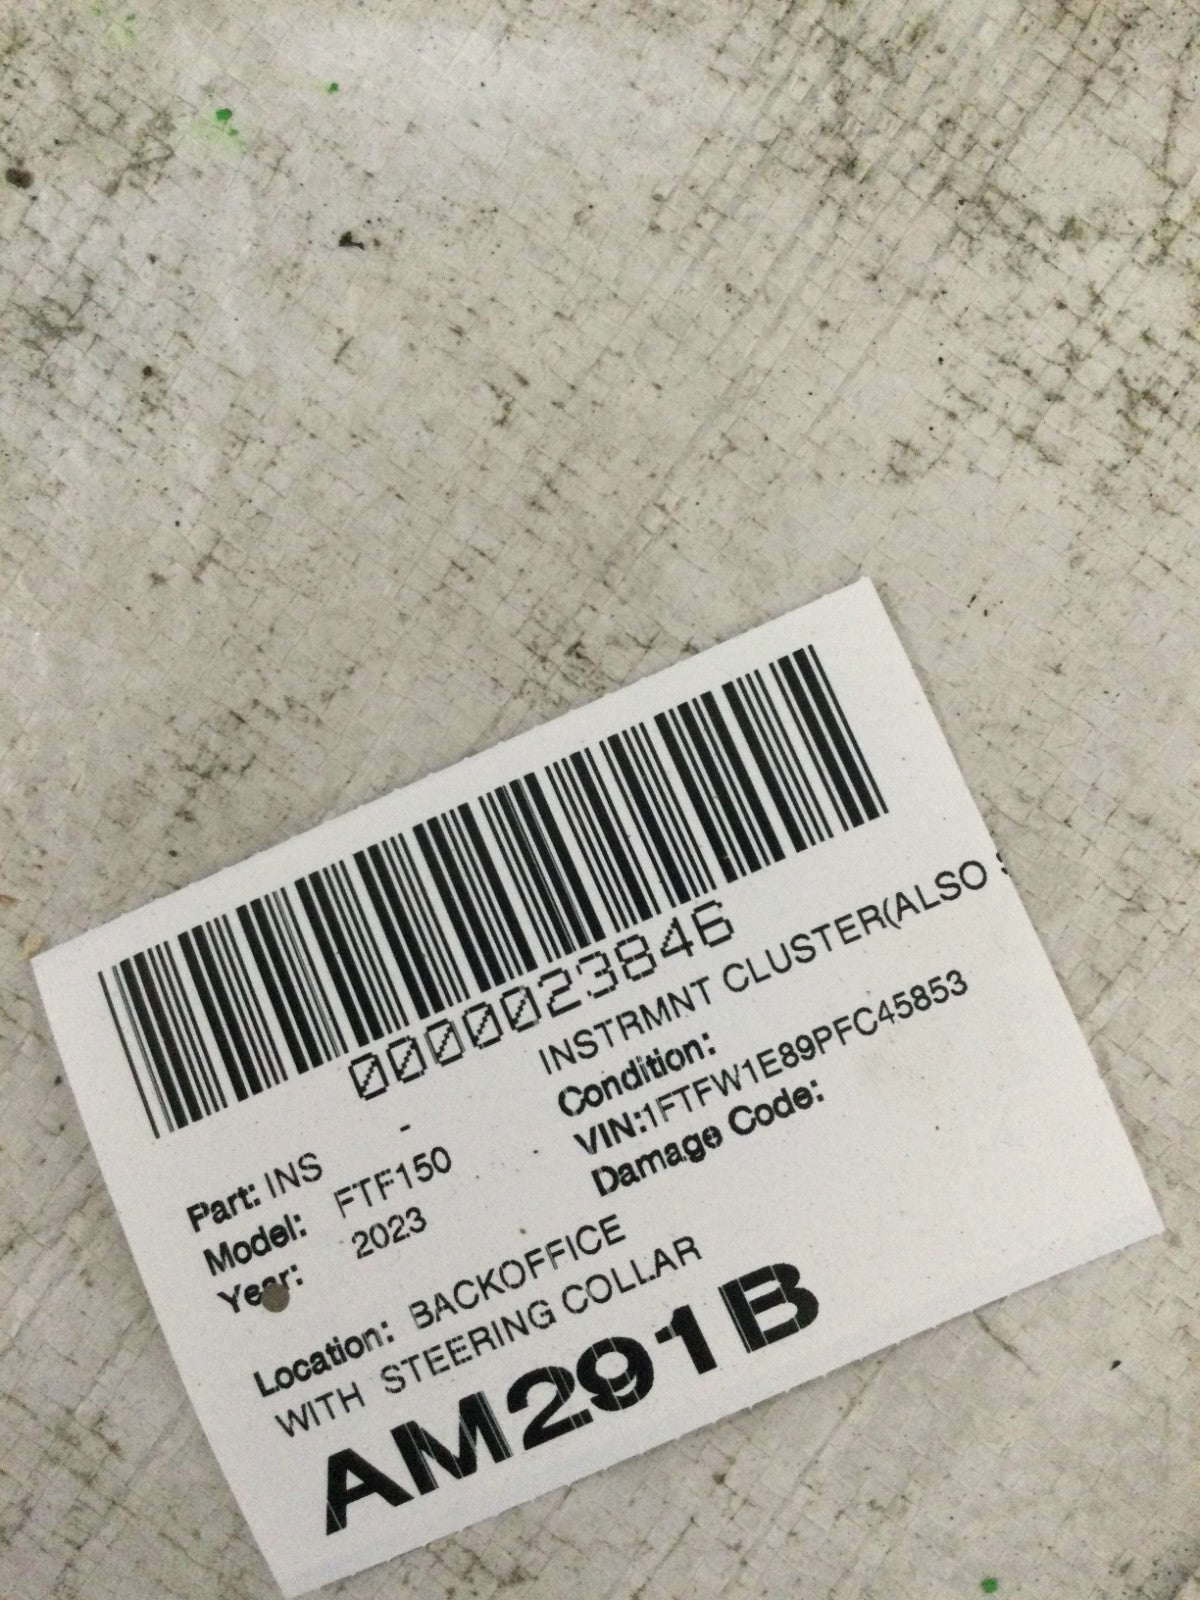 0000023846
Part: INS - INSTRMNT CLUSTER(ALSO
Model: FTF150 Condition:
Year: 2023 VIN:1FTFW1E89PFC45853
Damage Code:
Location: BACKOFFICE
WITH STEERING COLLAR
AM291B